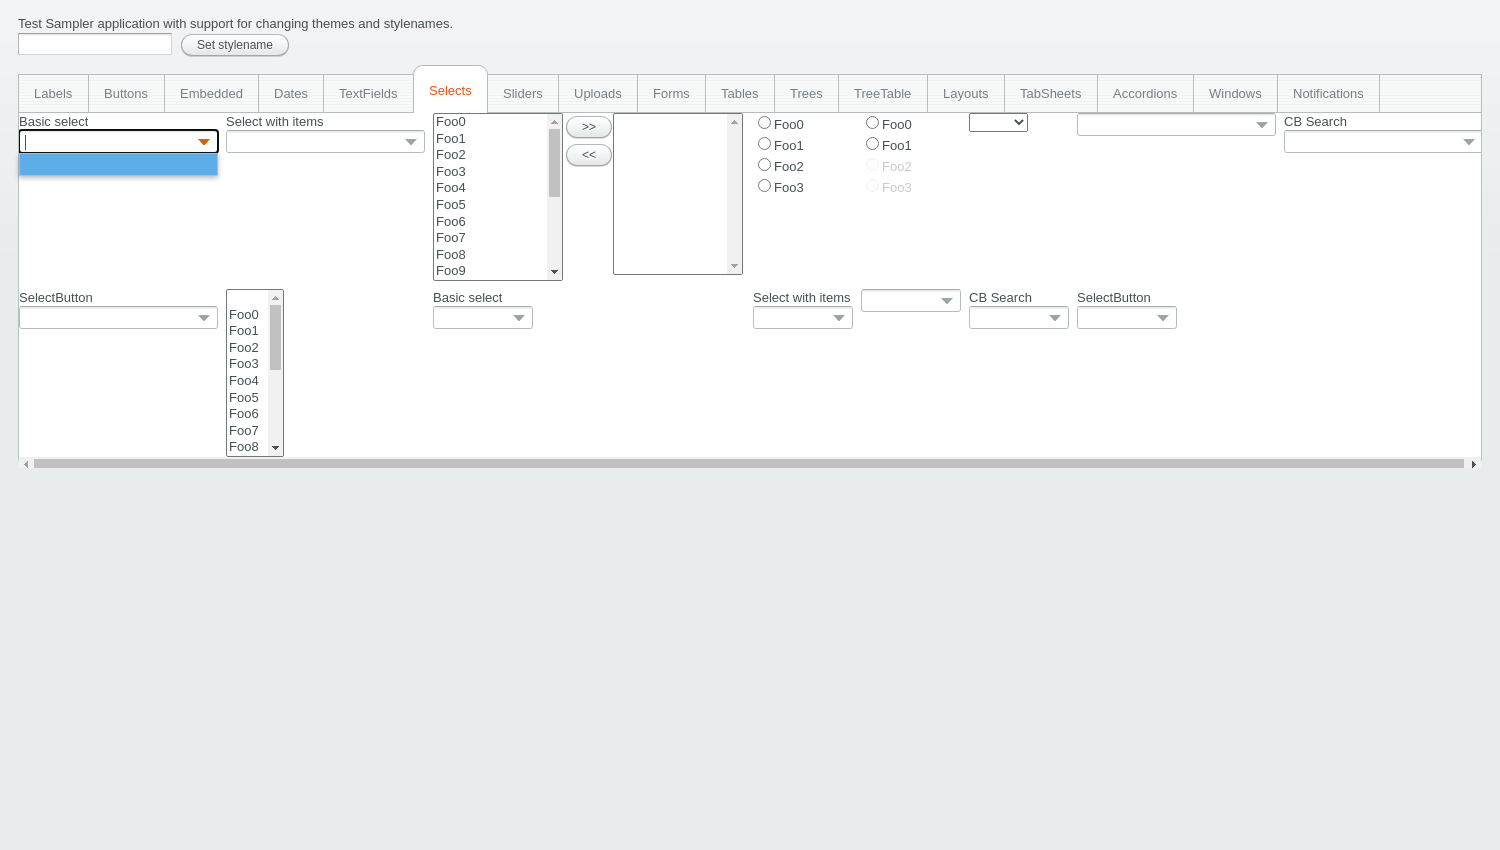 Test Sampler application with support for changing themes and stylenames.
Set stylename
Labels Buttons Embedded Dates TextFields Selects Sliders Uploads Forms Tables Trees TreeTable Layouts TabSheets Accordions Windows Notifications
Basic select
Select with items
Foo0
Foo1
Foo2
Foo3
Foo4
Foo5
Foo6
Foo7
Foo8
Foo9
>>
<<
Foo0
Foo1
Foo2
Foo3
Foo0
Foo1
Foo2
Foo3
CB Search
SelectButton
Foo0
Foo1
Foo2
Foo3
Foo4
Foo5
Foo6
Foo7
Foo8
Basic select
Select with items
CB Search
SelectButton